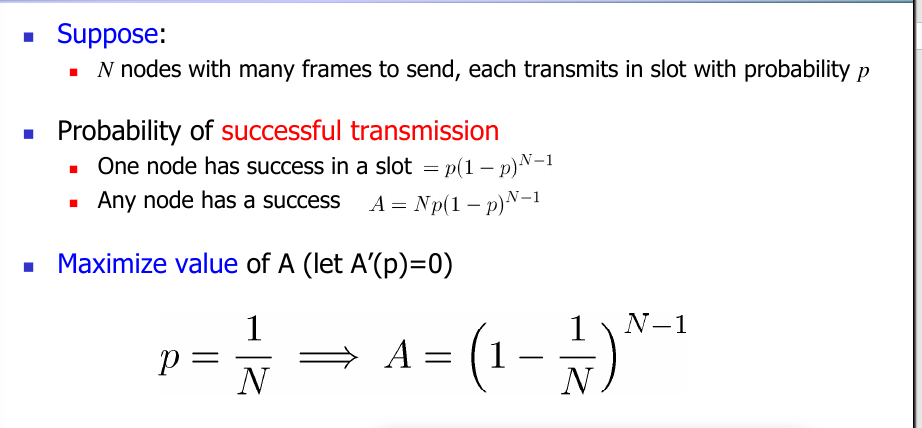 Suppose:
N nodes with many frames to send, each transmits in slot with probability p
Probability of successful transmission
One node has success in a slot = p(1 − p)^{N−1}
Any node has a success A = Np(1 − p)^{N−1}
Maximize value of A (let A'(p)=0)
p = \frac{1}{N} ⟹ A = \left(1 − \frac{1}{N}\right)^{N−1}